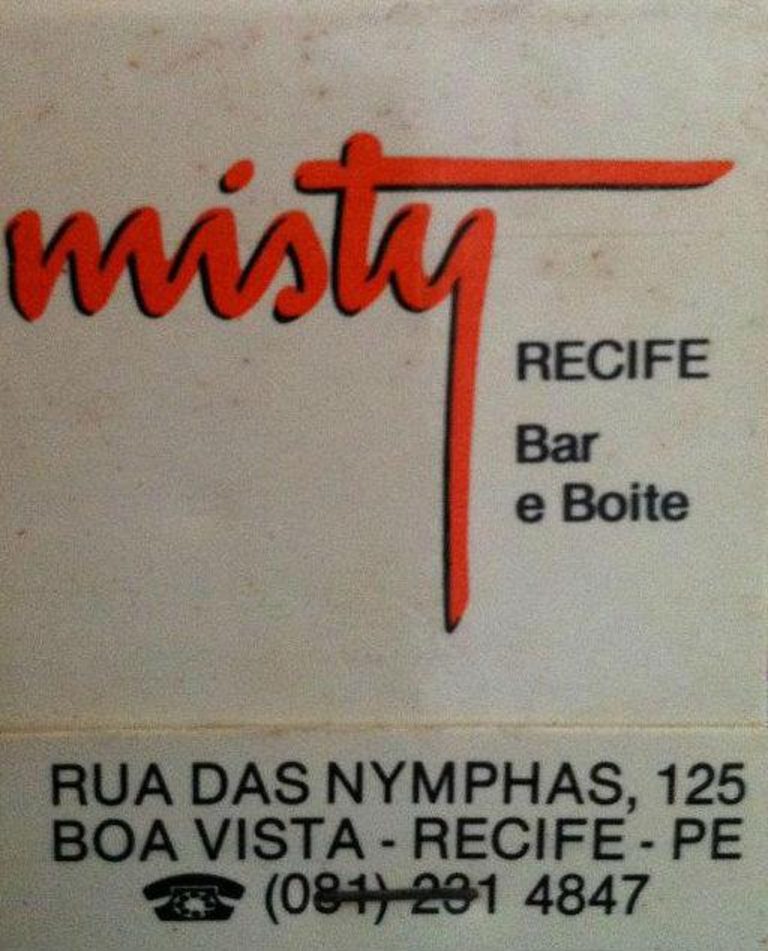 misty
RECIFE
Bar
e Boite
RUA DAS NYMPHAS, 125
BOA VISTA - RECIFE - PE
(081) 231 4847